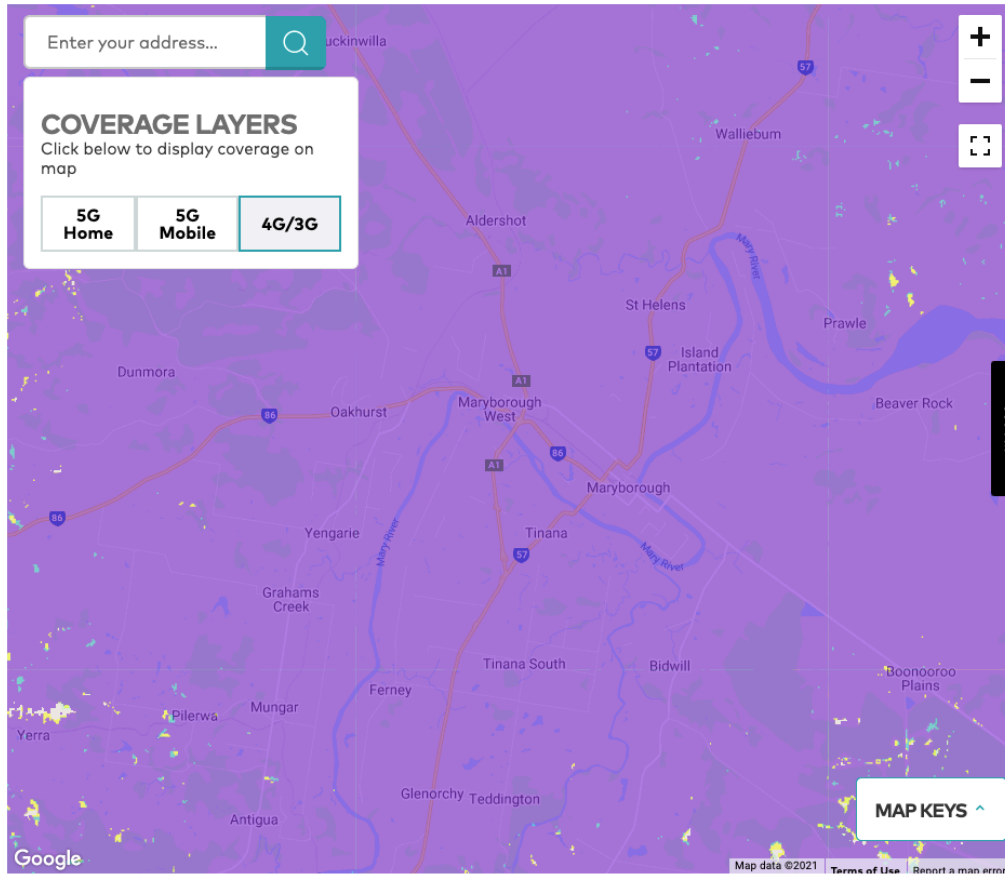 Enter your address...
57
Walliebum
COVERAGE LAYERS
Click below to display coverage on
map
5G
Home
5G
Mobile
4G/3G
Aldershot
Mary River
A1
St Helens
Prawle
57
Island
Plantation
Dunmora
A1
Maryborough
West
Beaver Rock
86
Oakhurst
86
A1
Maryborough
86
Yengarie
Tinana
Mary River
57
Mary River
Grahams
Creek
Tinana South
Bidwill
Boonooroo
Plains
Ferney
Mungar
Pilerwa
Yerra
Glenorchy
Teddington
Antigua
MAP KEYS
Google
Map data ©2021
Terms of Use
Report a map error